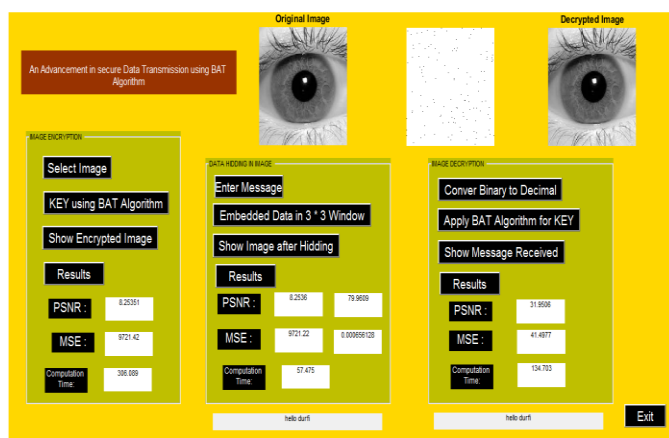 Original Image
Decrypted Image
An Advancement in secure Data Transmission using BAT
Algorithm
IMAGE ENCRYPTION
Select Image
KEY using BAT Algorithm
Show Encrypted Image
Results
PSNR :
8.25351
MSE :
9721.42
Computation
Time:
306.089
DATA HIDDING IN IMAGE
Enter Message
Embedded Data in 3 * 3 Window
Show Image after Hidding
Results
PSNR :
8.2536
79.9609
MSE :
9721.22
0.000656128
Computation
Time:
57.475
hello durfi
IMAGE DECRYPTION
Conver Binary to Decimal
Apply BAT Algorithm for KEY
Show Message Received
Results
PSNR :
31.9506
MSE :
41.4977
Computation
Time:
134.703
hello durfi
Exit